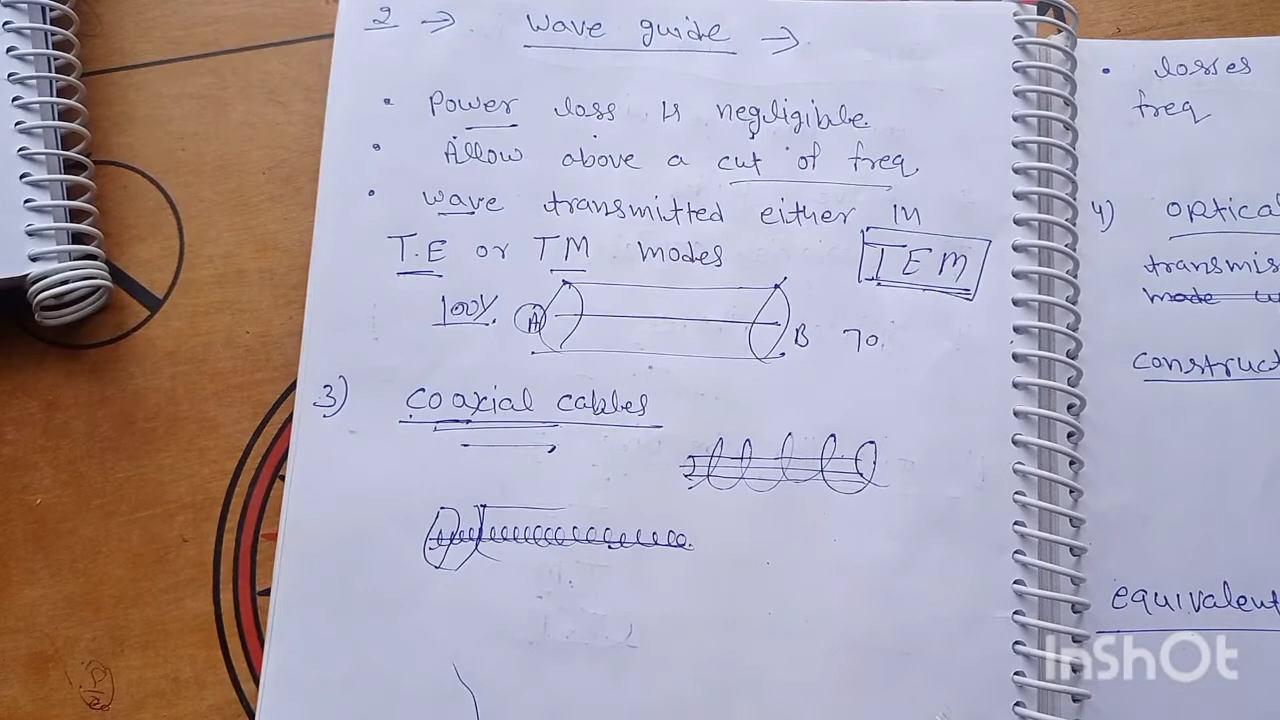 2 → wave guide →
• Power loss is negligible
• Allow above a cut of freq
• wave transmitted either in
T.E or TM modes
TEM
100%. A B 70.
3) coaxial cables
• losses
freq
4) optical
transmis
made
construct
equivalent
InShOt